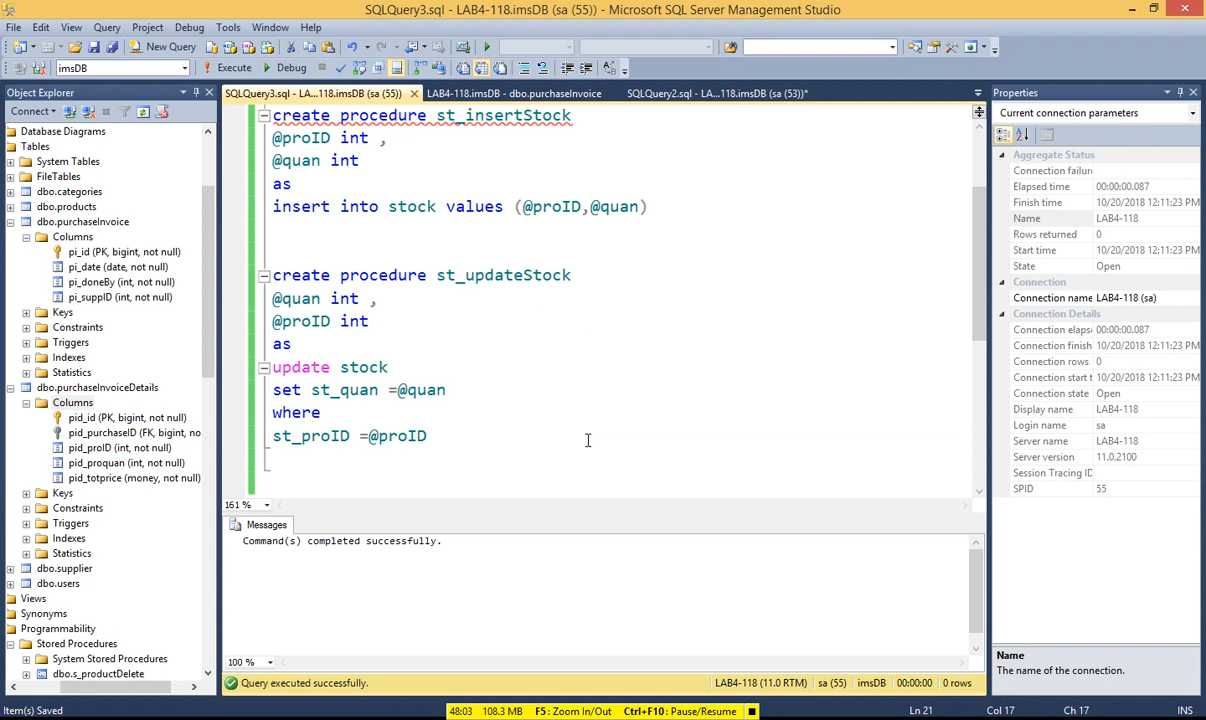 SQLQuery3.sql - LAB4-118.imsDB (sa (55)) - Microsoft SQL Server Management Studio
File Edit View Query Project Debug Tools Window Help
New Query
imsDB Execute Debug
Object Explorer
Connect
Database Diagrams
Tables
System Tables
FileTables
dbo.categories
dbo.products
dbo.purchaseInvoice
Columns
pi_id (PK, bigint, not null)
pi_date (date, not null)
pi_doneBy (int, not null)
pi_suppID (int, not null)
Keys
Constraints
Triggers
Indexes
Statistics
dbo.purchaseInvoiceDetails
Columns
pid_id (PK, bigint, not null)
pid_purchaseID (FK, bigint, no
pid_proID (int, not null)
pid_proquan (int, not null)
pid_totprice (money, not null)
Keys
Constraints
Triggers
Indexes
Statistics
dbo.supplier
dbo.users
Views
Synonyms
Programmability
Stored Procedures
System Stored Procedures
dbo.s_productDelete
SQLQuery3.sql - LA...118.imsDB (sa (55)) LAB4-118.imsDB - dbo.purchaseInvoice SQLQuery2.sql - LA...118.imsDB (sa (53))*
create procedure st_insertStock
@proID int ,
@quan int
as
insert into stock values (@proID,@quan)
create procedure st_updateStock
@quan int ,
@proID int
as
update stock
set st_quan =@quan
where
st_proID =@proID
161 %
Messages
Command(s) completed successfully.
100 %
Query executed successfully. LAB4-118 (11.0 RTM) sa (55) imsDB 00:00:00 0 rows
Properties
Current connection parameters
Aggregate Status
Connection failure
Elapsed time 00:00:00.087
Finish time 10/20/2018 12:11:23 PM
Name LAB4-118
Rows returned 0
Start time 10/20/2018 12:11:23 PM
State Open
Connection
Connection name LAB4-118 (sa)
Connection Details
Connection elaps 00:00:00.087
Connection finish 10/20/2018 12:11:23 PM
Connection rows 0
Connection start t 10/20/2018 12:11:23 PM
Connection state Open
Display name LAB4-118
Login name sa
Server name LAB4-118
Server version 11.0.2100
Session Tracing ID
SPID 55
Name
The name of the connection.
Item(s) Saved Ln 21 Col 17 Ch 17 INS
48:03 108.3 MB F5: Zoom In/Out Ctrl+F10: Pause/Resume